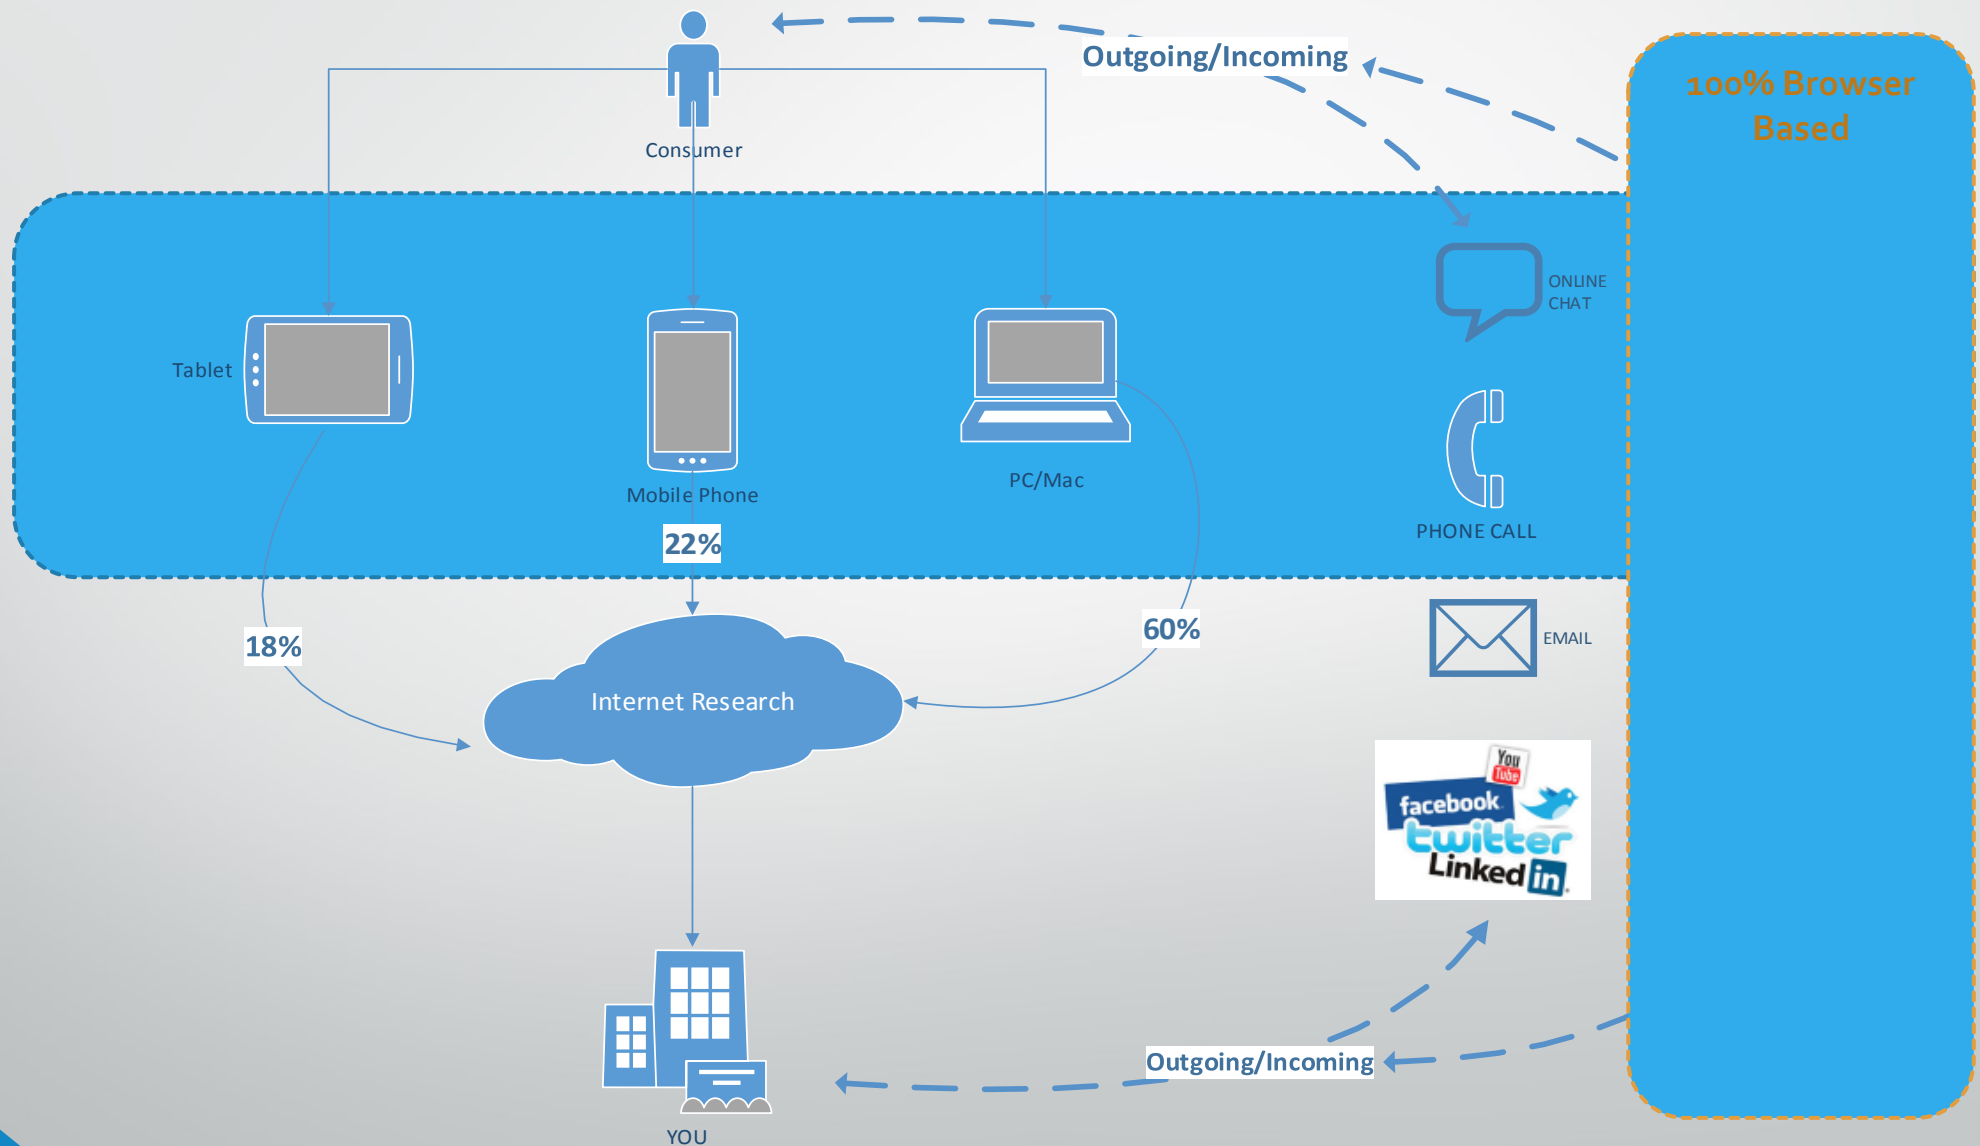 Outgoing/Incoming
100% Browser
Based
Consumer
ONLINE
CHAT
Tablet
Mobile Phone
PC/Mac
22%
PHONE CALL
18%
60%
EMAIL
Internet Research
You
Tube
facebook
twitter
Linked in
Outgoing/Incoming
YOU